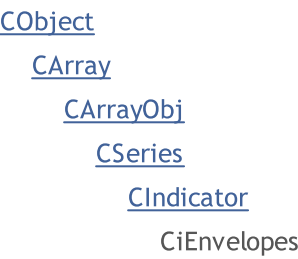 CObject
CArray
CArrayObj
CSeries
CIndicator
CiEnvelopes